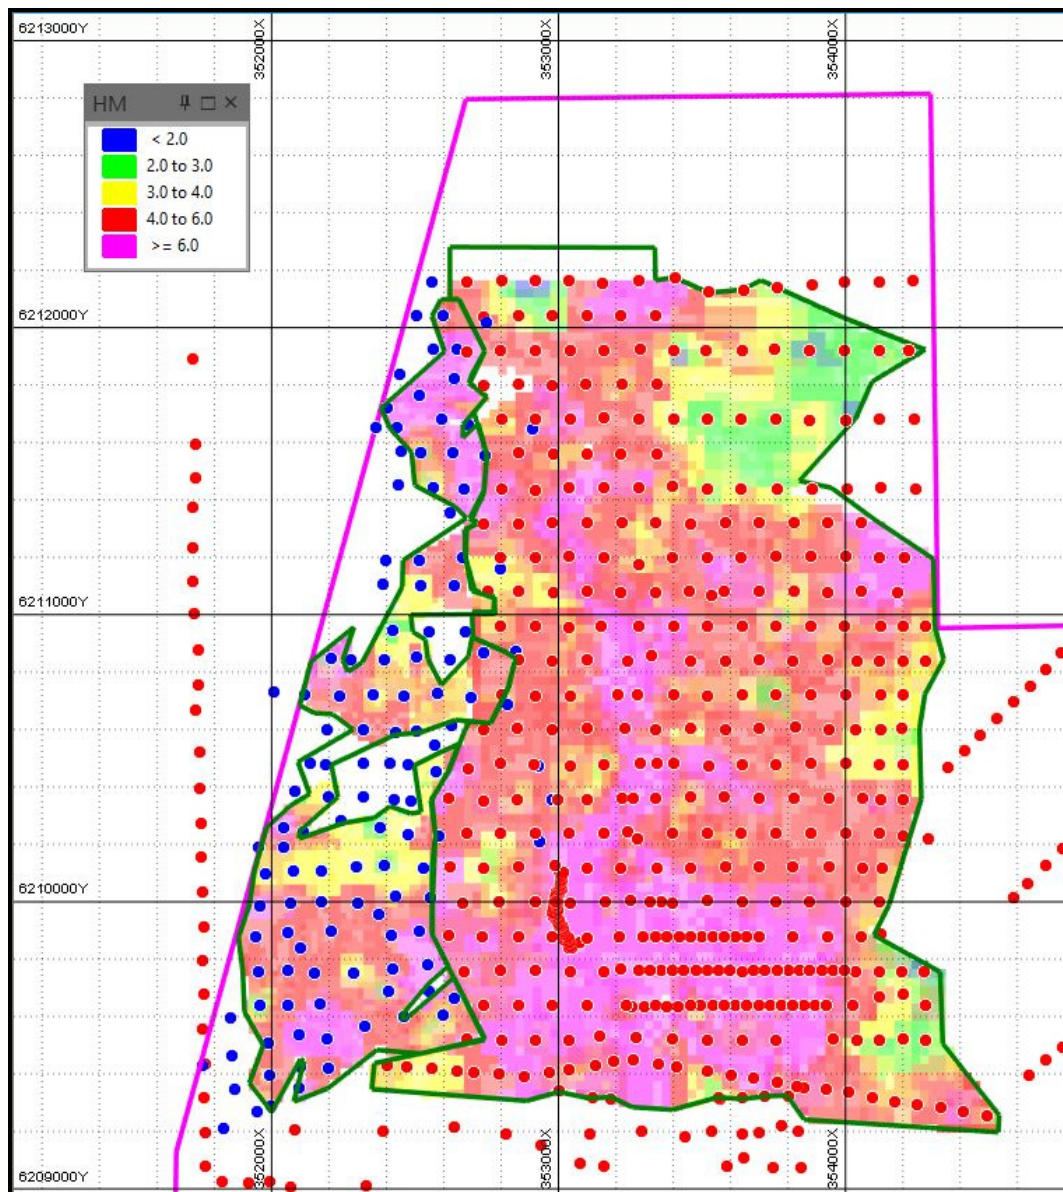 6213000Y
352000X
353000X
354000X
HM
< 2.0
2.0 to 3.0
3.0 to 4.0
4.0 to 6.0
>= 6.0
6212000Y
6211000Y
6210000Y
6209000Y
352000X
353000X
354000X